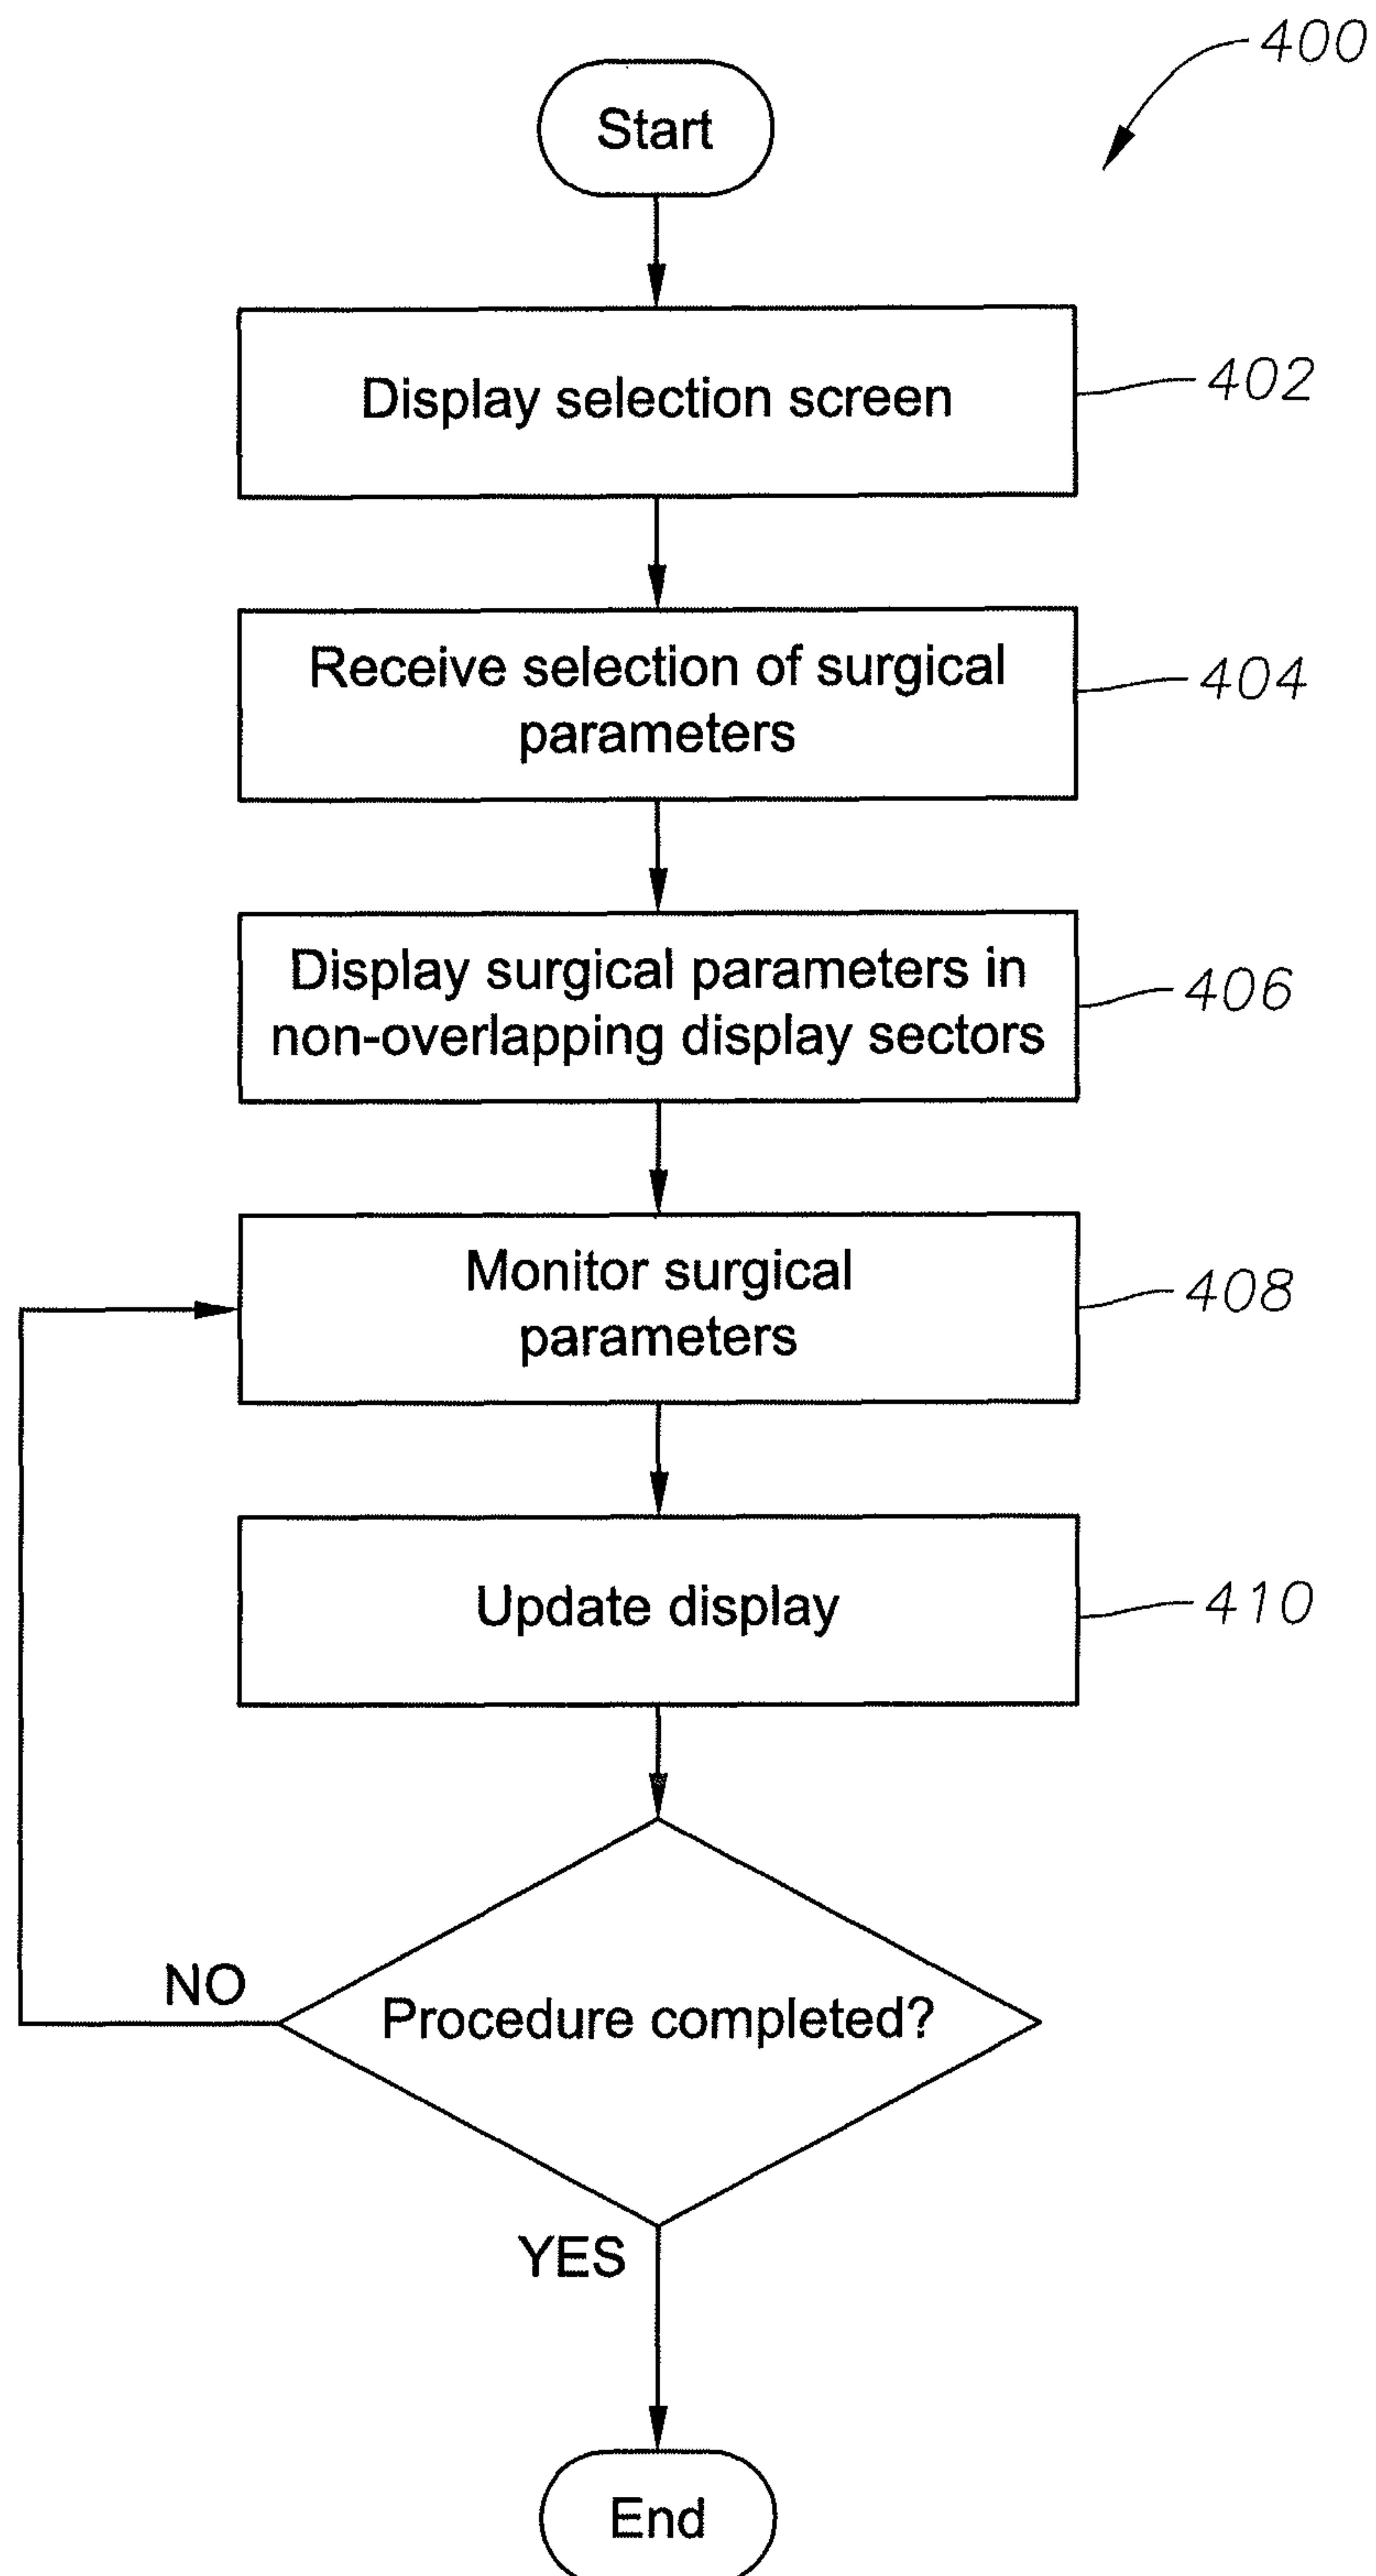 400
Start
Display selection screen
402
Receive selection of surgical
parameters
404
Display surgical parameters in
non-overlapping display sectors
406
Monitor surgical
parameters
408
Update display
410
Procedure completed?
NO
YES
End